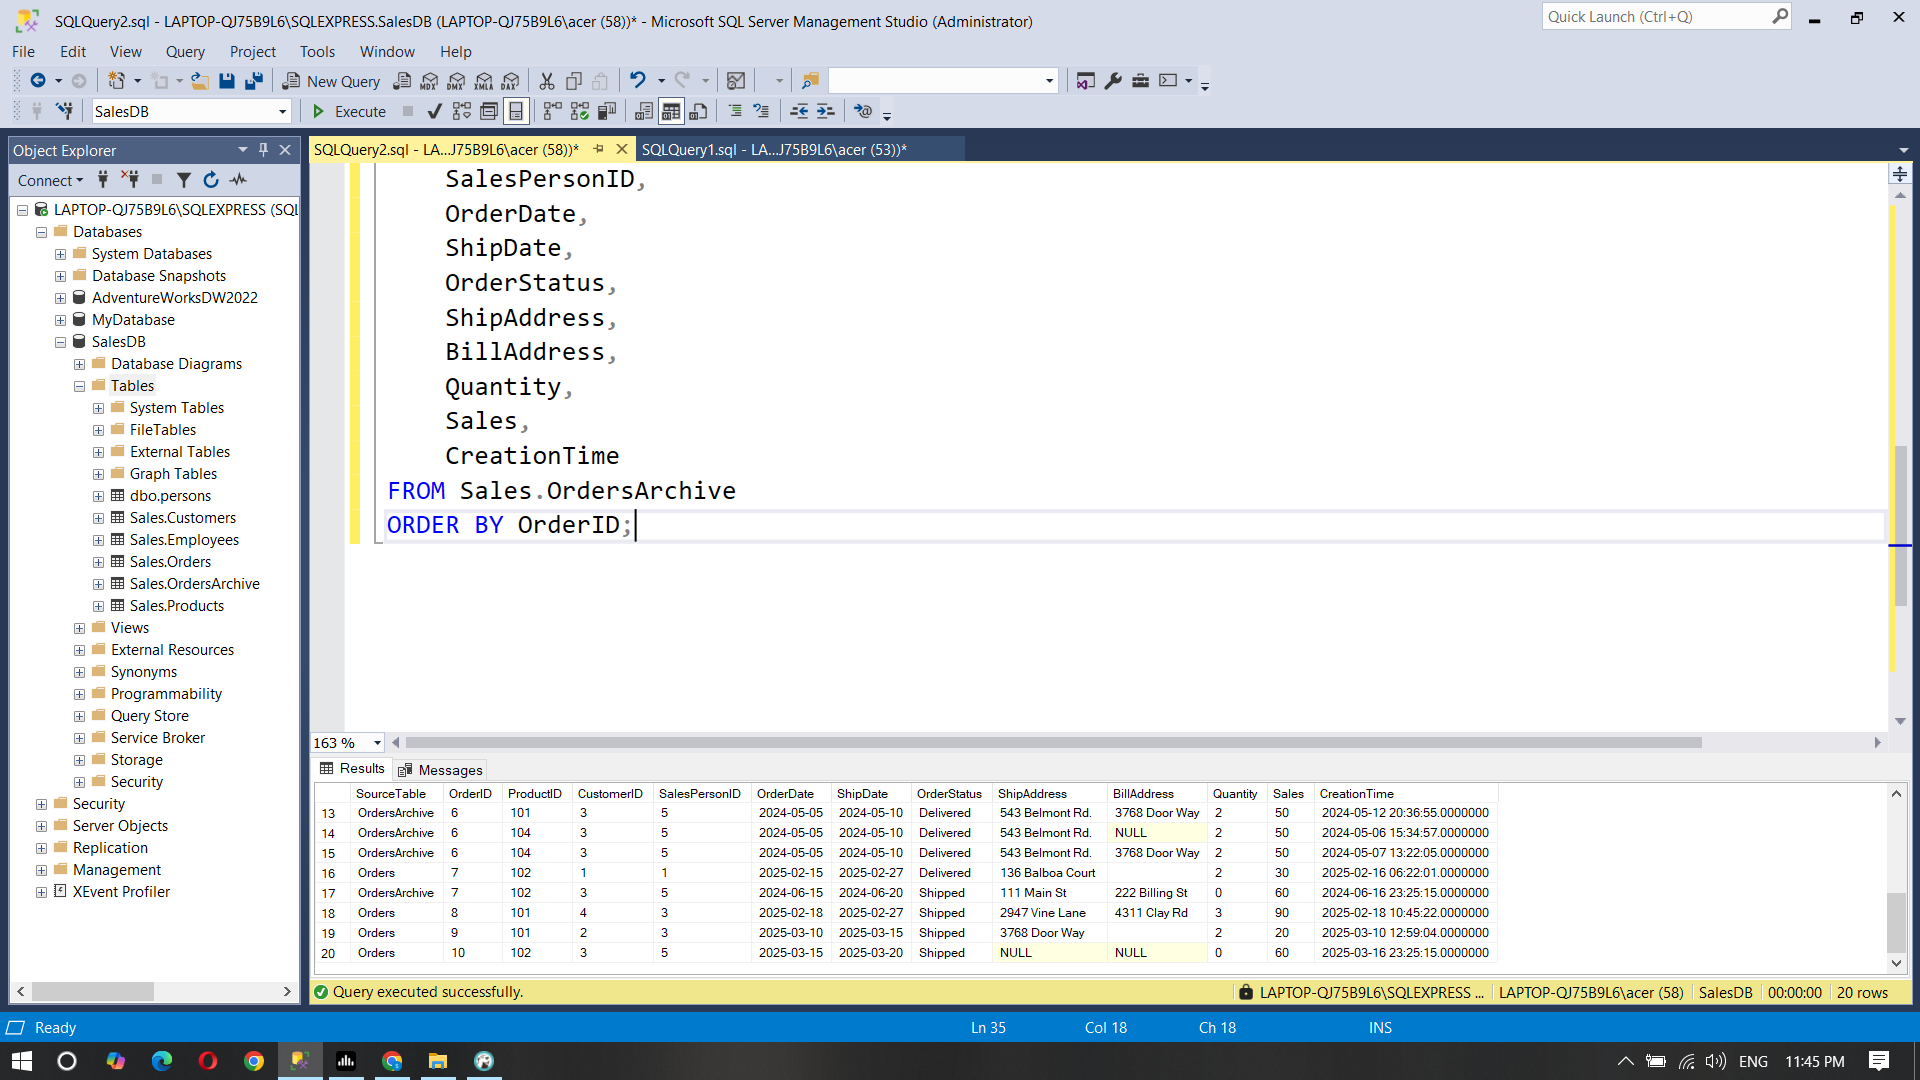 SQLQuery2.sql - LAPTOP-QJ75B9L6\SQLEXPRESS.SalesDB (LAPTOP-QJ75B9L6\acer (58))* - Microsoft SQL Server Management Studio (Administrator)
Quick Launch (Ctrl+Q)
File Edit View Query Project Tools Window Help
New Query MDX DMX XMLA DAX
SalesDB Execute
Object Explorer
SQLQuery2.sql - LA...J75B9L6\acer (58))* SQLQuery1.sql - LA...J75B9L6\acer (53))*
Connect
LAPTOP-QJ75B9L6\SQLEXPRESS (SQL
Databases
System Databases
Database Snapshots
AdventureWorksDW2022
MyDatabase
SalesDB
Database Diagrams
Tables
System Tables
FileTables
External Tables
Graph Tables
dbo.persons
Sales.Customers
Sales.Employees
Sales.Orders
Sales.OrdersArchive
Sales.Products
Views
External Resources
Synonyms
Programmability
Query Store
Service Broker
Storage
Security
Security
Server Objects
Replication
Management
XEvent Profiler
SalesPersonID,
OrderDate,
ShipDate,
OrderStatus,
ShipAddress,
BillAddress,
Quantity,
Sales,
CreationTime
FROM Sales.OrdersArchive
ORDER BY OrderID;
163 %
Results Messages
SourceTable OrderID ProductID CustomerID SalesPersonID OrderDate ShipDate OrderStatus ShipAddress BillAddress Quantity Sales CreationTime
13 OrdersArchive 6 101 3 5 2024-05-05 2024-05-10 Delivered 543 Belmont Rd. 3768 Door Way 2 50 2024-05-12 20:36:55.0000000
14 OrdersArchive 6 104 3 5 2024-05-05 2024-05-10 Delivered 543 Belmont Rd. NULL 2 50 2024-05-06 15:34:57.0000000
15 OrdersArchive 6 104 3 5 2024-05-05 2024-05-10 Delivered 543 Belmont Rd. 3768 Door Way 2 50 2024-05-07 13:22:05.0000000
16 Orders 7 102 1 1 2025-02-15 2025-02-27 Delivered 136 Balboa Court 2 30 2025-02-16 06:22:01.0000000
17 OrdersArchive 7 102 3 5 2024-06-15 2024-06-20 Shipped 111 Main St 222 Billing St 0 60 2024-06-16 23:25:15.0000000
18 Orders 8 101 4 3 2025-02-18 2025-02-27 Shipped 2947 Vine Lane 4311 Clay Rd 3 90 2025-02-18 10:45:22.0000000
19 Orders 9 101 2 3 2025-03-10 2025-03-15 Shipped 3768 Door Way 2 20 2025-03-10 12:59:04.0000000
20 Orders 10 102 3 5 2025-03-15 2025-03-20 Shipped NULL NULL 0 60 2025-03-16 23:25:15.0000000
Query executed successfully. LAPTOP-QJ75B9L6\SQLEXPRESS ... LAPTOP-QJ75B9L6\acer (58) SalesDB 00:00:00 20 rows
Ready Ln 35 Col 18 Ch 18 INS
ENG 11:45 PM